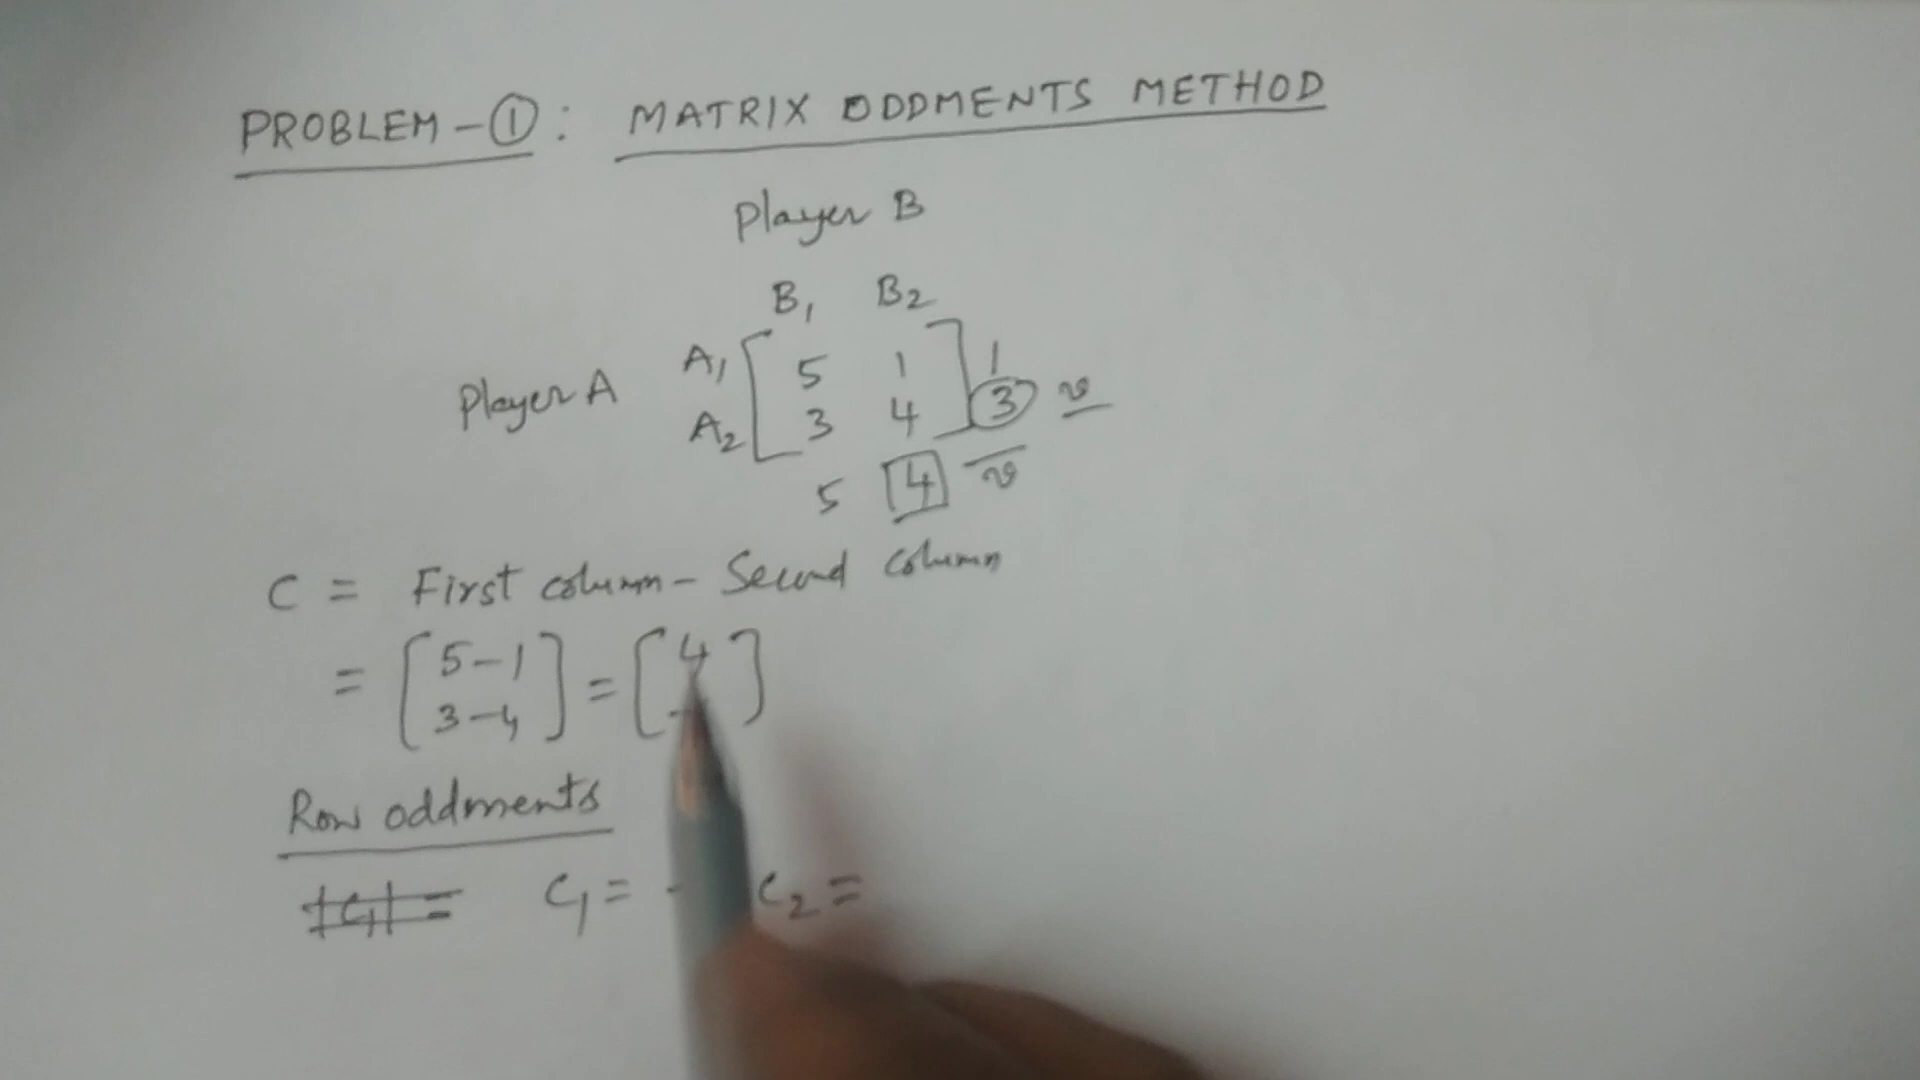 PROBLEM-①: MATRIX ODDMENTS METHOD
Player B
B₁ B₂
A₁ 5 1 1
Player A
A₂ 3 4 3 v
5 4 v
C = First column - Second column
= [5-1] = [4]
3-4 -
Row oddments
|C₁| = C₁ = - C₂ =